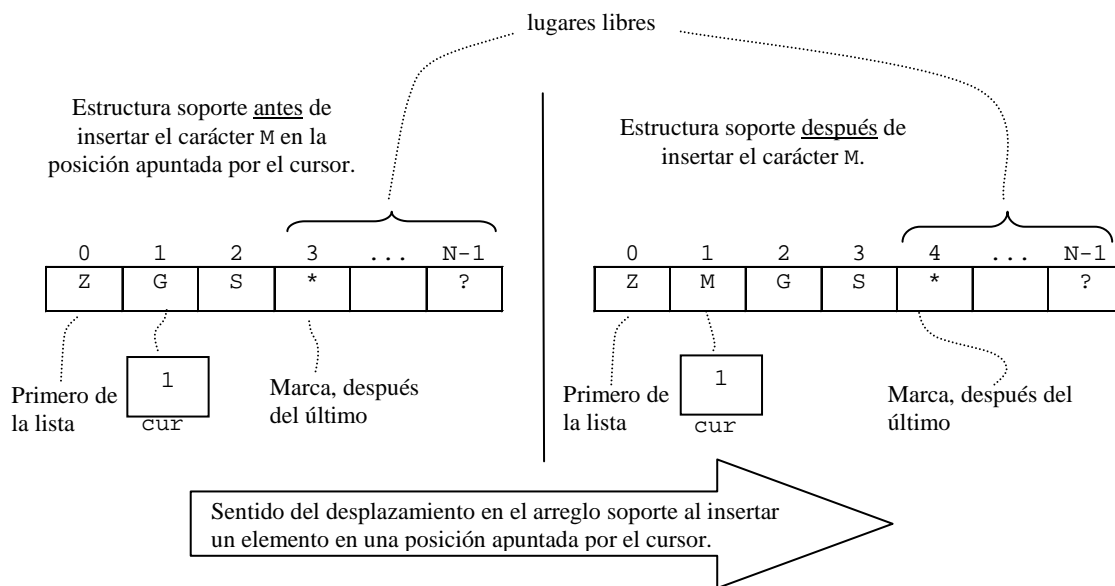 lugares libres
Estructura soporte antes de
insertar el carácter M en la
posición apuntada por el cursor.
0 1 2 3 ... N-1
Z G S * ?
1
cur
Primero de
la lista
Marca, después
del último
Estructura soporte después de
insertar el carácter M.
0 1 2 3 4 ... N-1
Z M G S * ?
1
cur
Primero de
la lista
Marca, después del
último
Sentido del desplazamiento en el arreglo soporte al insertar
un elemento en una posición apuntada por el cursor.